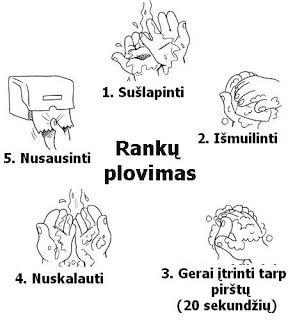 Rankų
plovimas
1. Sušlapinti
2. Išmuilinti
3. Gerai įtrinti tarp
pirštų
(20 sekundžių)
4. Nuskalauti
5. Nusausinti